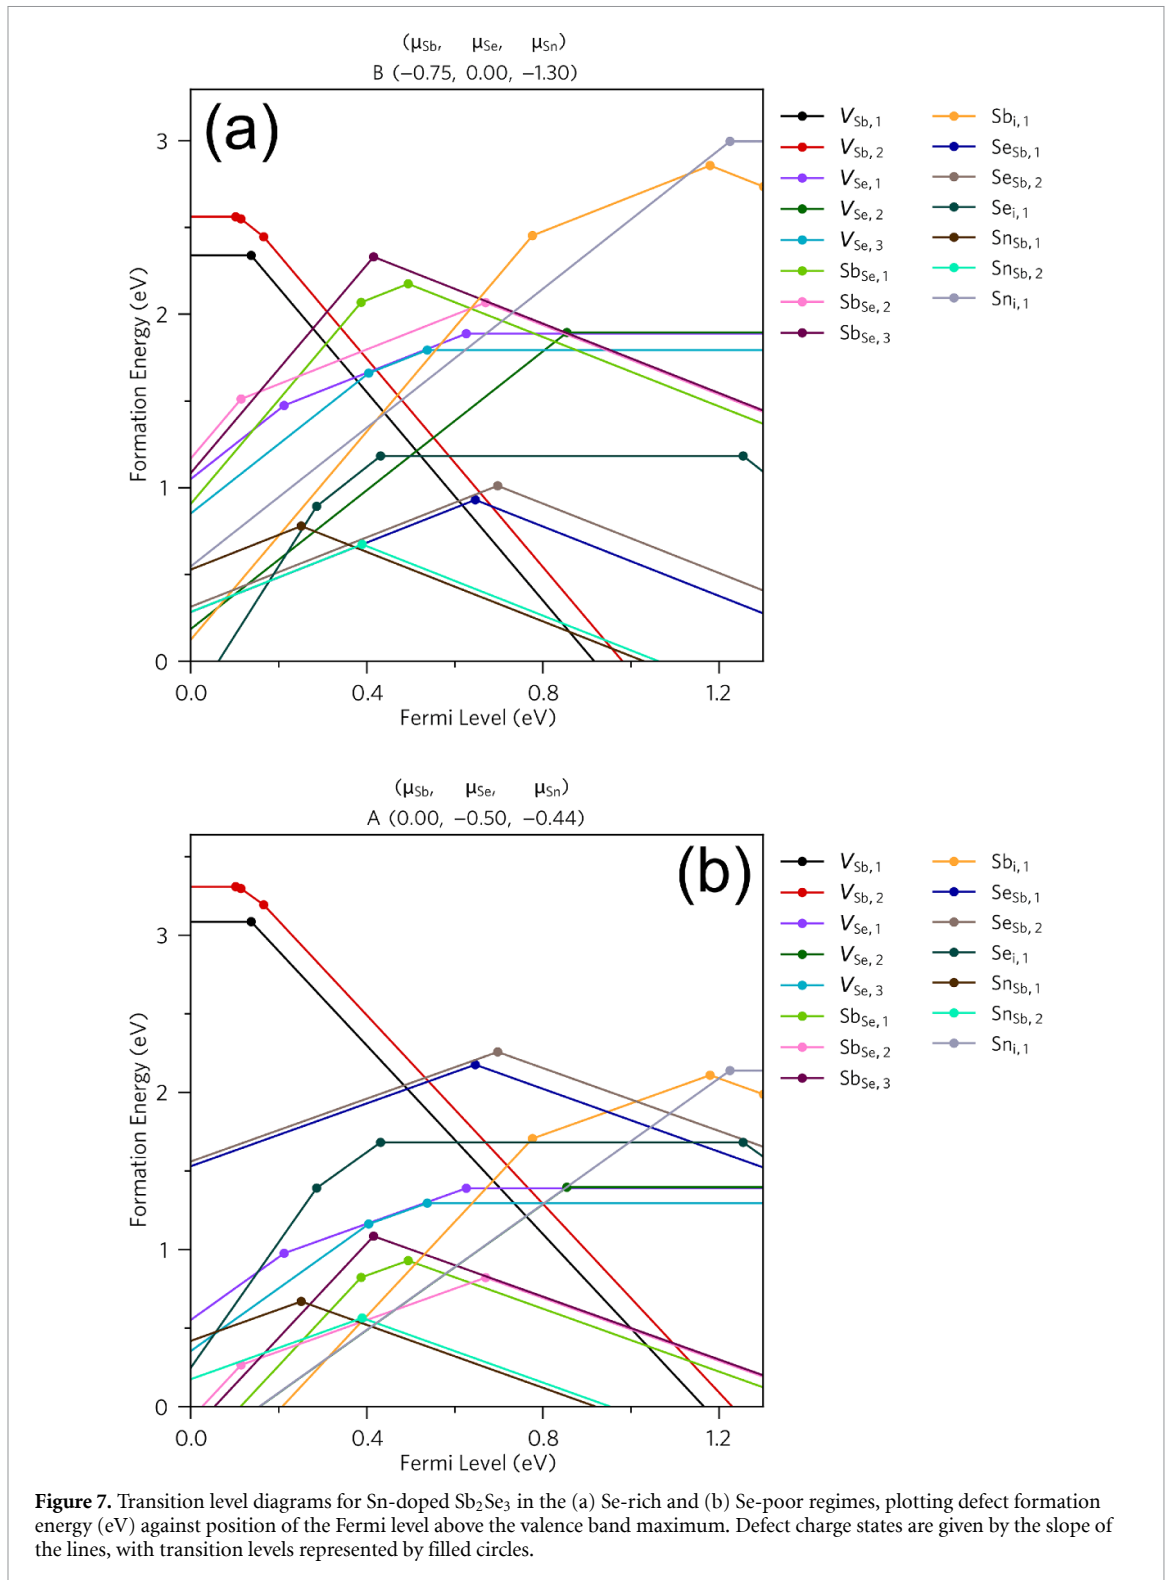 (μSb, μSe, μSn)
B (−0.75, 0.00, −1.30)
(a)
3
2
1
0
Formation Energy (eV)
0.0 0.4 0.8 1.2
Fermi Level (eV)
VSb, 1
VSb, 2
VSe, 1
VSe, 2
VSe, 3
SbSe, 1
SbSe, 2
SbSe, 3
Sbi, 1
SeSb, 1
SeSb, 2
Sei, 1
SnSb, 1
SnSb, 2
Sni, 1
(μSb, μSe, μSn)
A (0.00, −0.50, −0.44)
(b)
3
2
1
0
Formation Energy (eV)
0.0 0.4 0.8 1.2
Fermi Level (eV)
VSb, 1
VSb, 2
VSe, 1
VSe, 2
VSe, 3
SbSe, 1
SbSe, 2
SbSe, 3
Sbi, 1
SeSb, 1
SeSb, 2
Sei, 1
SnSb, 1
SnSb, 2
Sni, 1
Figure 7. Transition level diagrams for Sn-doped Sb2Se3 in the (a) Se-rich and (b) Se-poor regimes, plotting defect formation
energy (eV) against position of the Fermi level above the valence band maximum. Defect charge states are given by the slope of
the lines, with transition levels represented by filled circles.